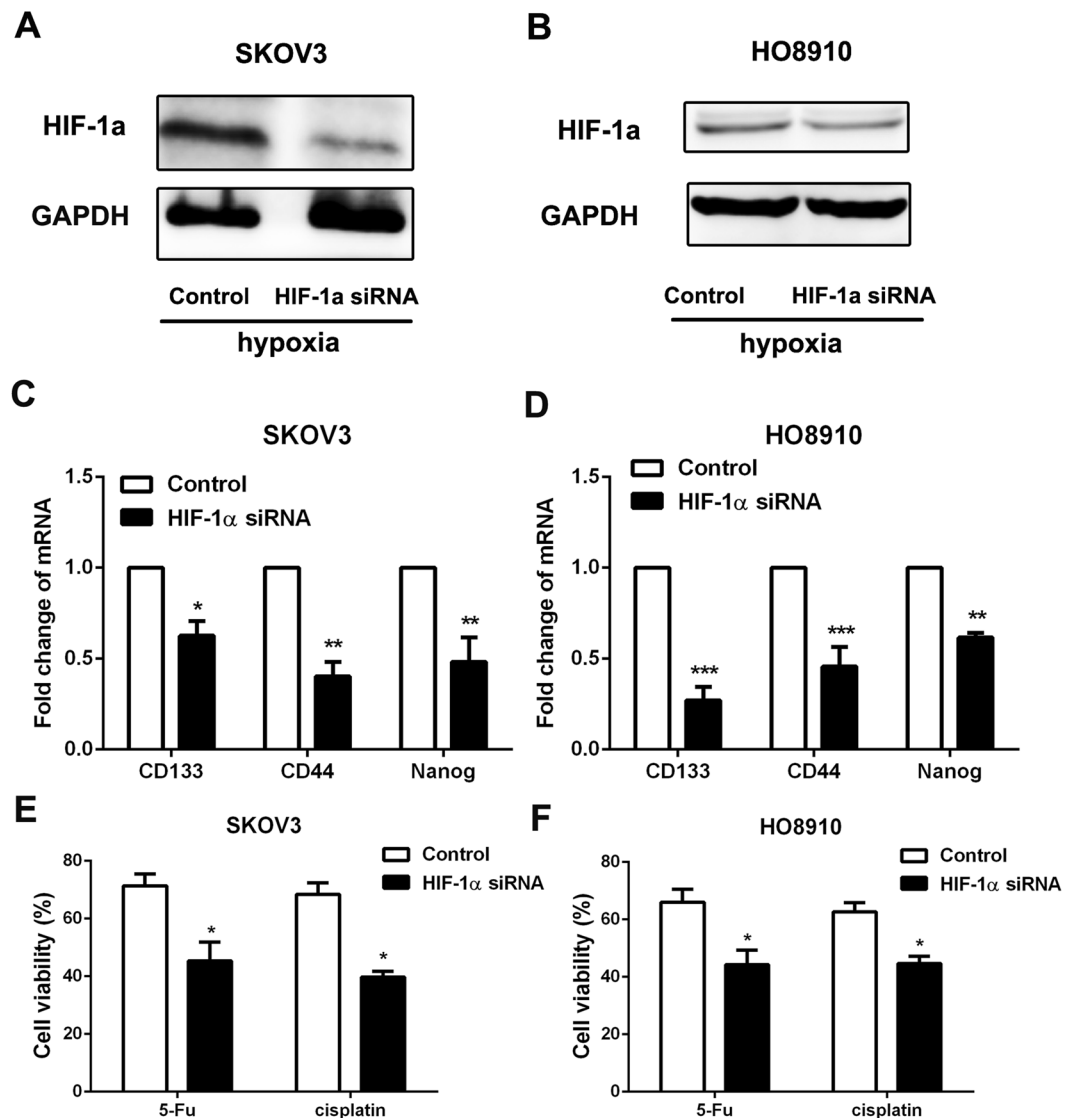 A
SKOV3
HIF-1a
GAPDH
Control HIF-1a siRNA
hypoxia
B
HO8910
HIF-1a
GAPDH
Control HIF-1a siRNA
hypoxia
C
SKOV3
Control
HIF-1α siRNA
Fold change of mRNA
1.5
1.0
0.5
0.0
*
**
**
CD133 CD44 Nanog
D
HO8910
Control
HIF-1α siRNA
Fold change of mRNA
1.5
1.0
0.5
0.0
***
***
**
CD133 CD44 Nanog
E
SKOV3
Control
HIF-1α siRNA
Cell viability (%)
80
60
40
20
0
*
*
5-Fu cisplatin
F
HO8910
Control
HIF-1α siRNA
Cell viability (%)
80
60
40
20
0
*
*
5-Fu cisplatin